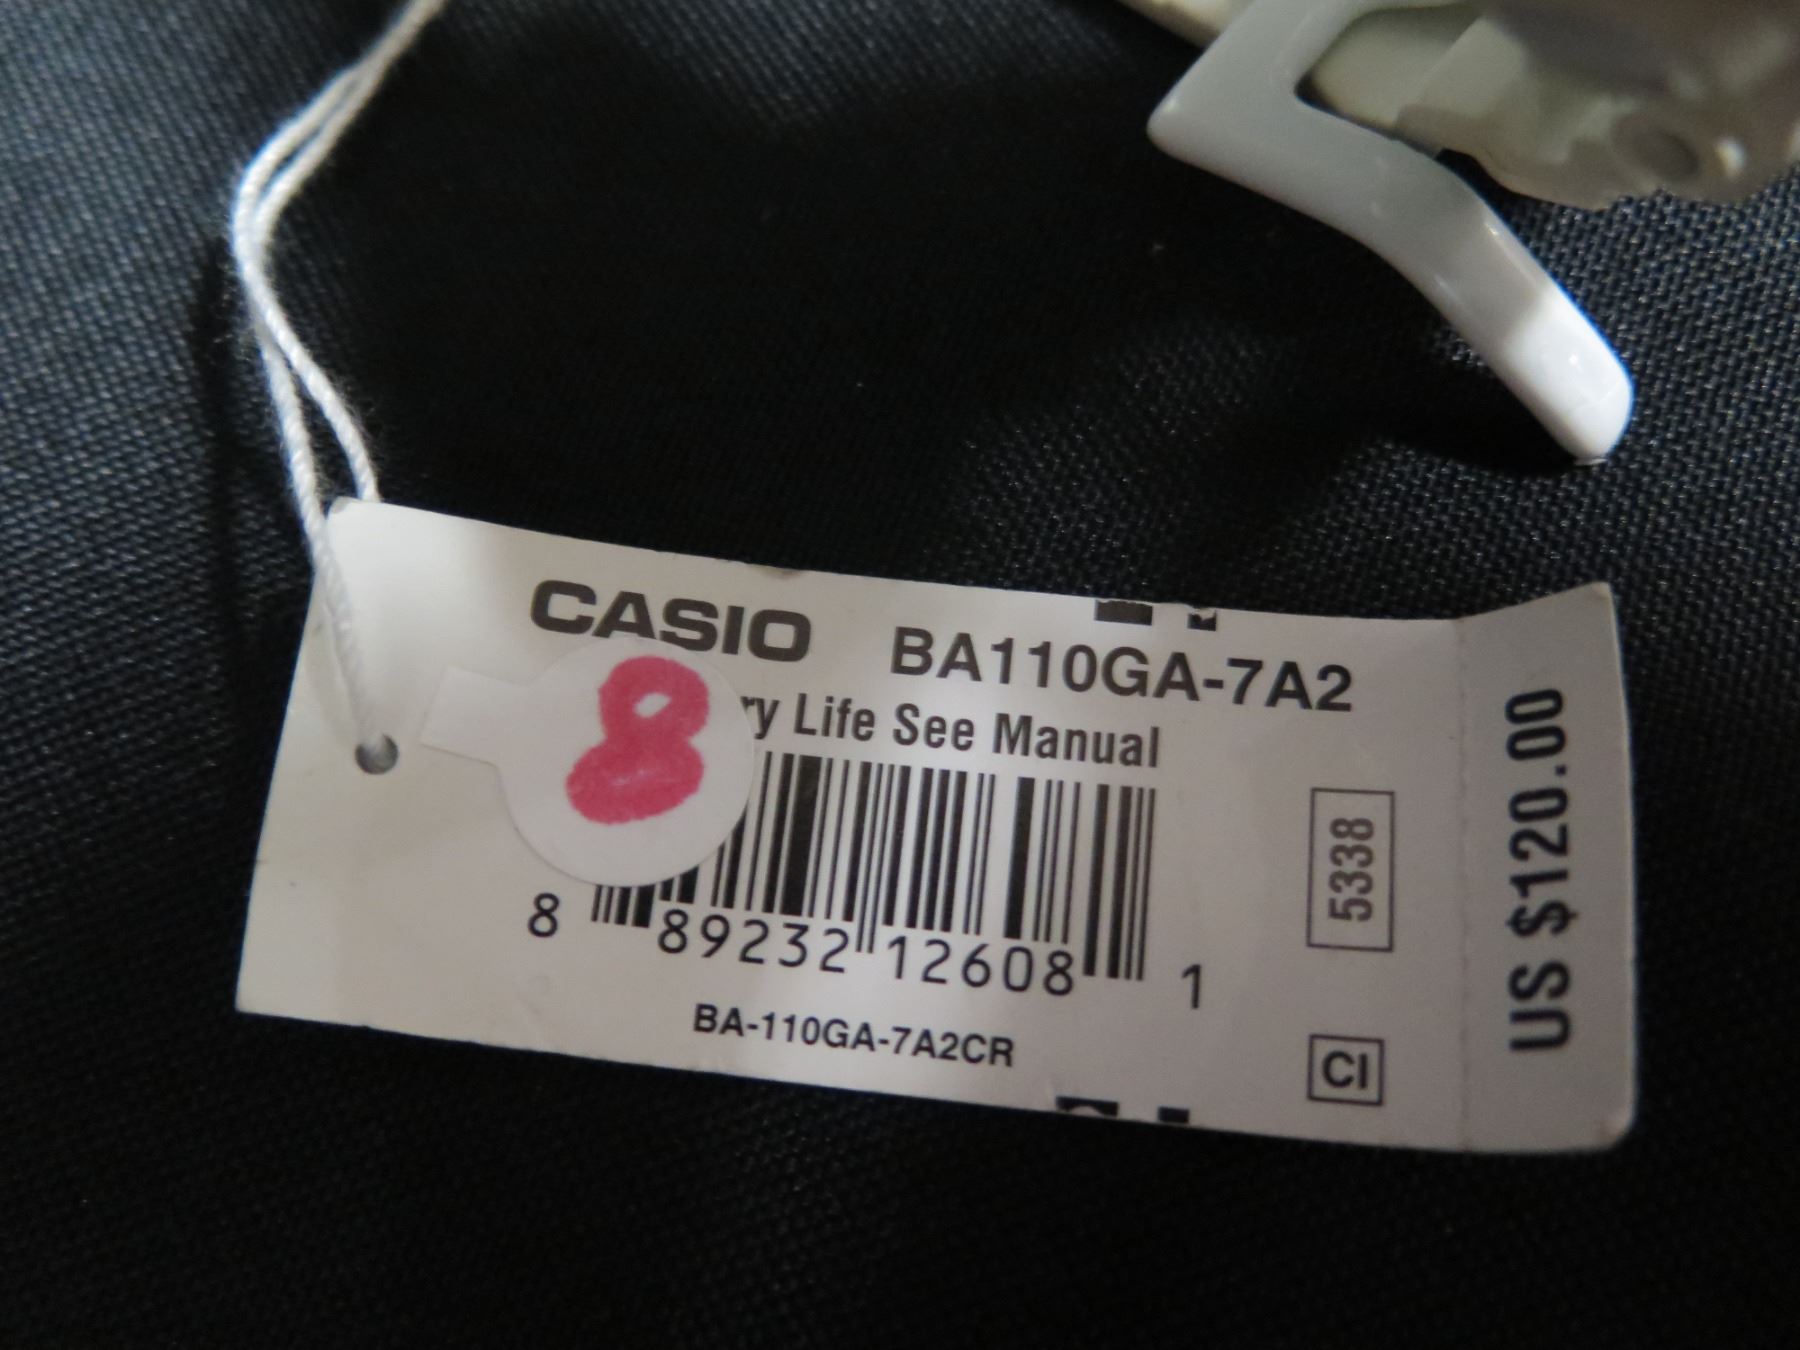 CASIO BA110GA-7A2
8
Life See Manual
8 89232 12608 1
BA-110GA-7A2CR
5338
CI
US $120.00